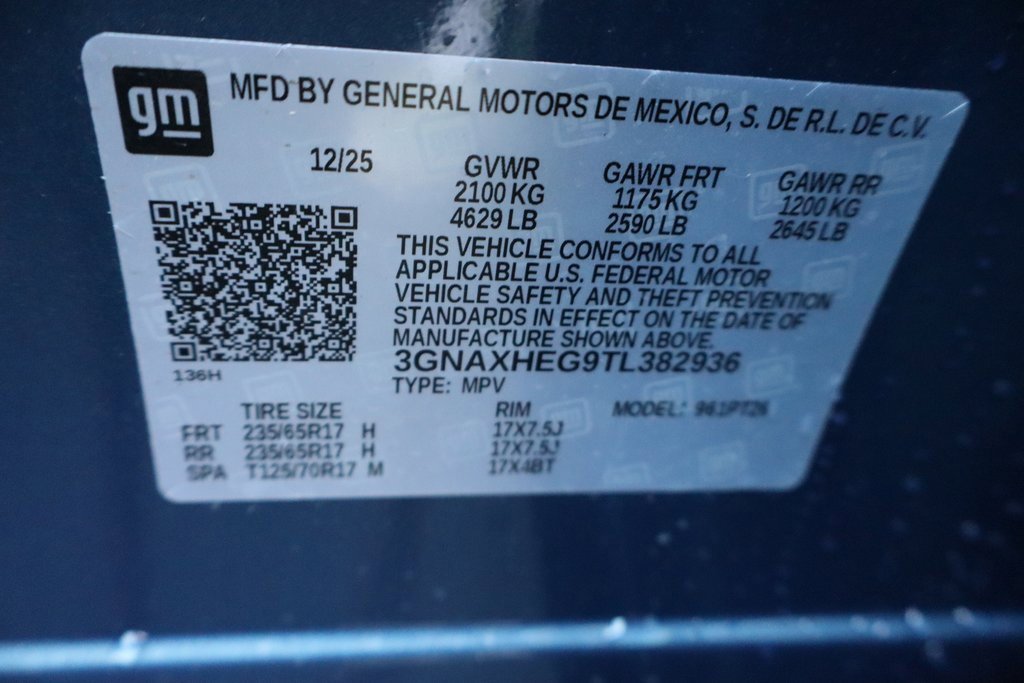 gm
MFD BY GENERAL MOTORS DE MEXICO, S. DE R.L. DE C.V.
12/25 GVWR GAWR FRT GAWR RR
2100 KG 1175 KG 1200 KG
4629 LB 2590 LB 2645 LB
THIS VEHICLE CONFORMS TO ALL
APPLICABLE U.S. FEDERAL MOTOR
VEHICLE SAFETY AND THEFT PREVENTION
STANDARDS IN EFFECT ON THE DATE OF
MANUFACTURE SHOWN ABOVE.
3GNAXHEG9TL382936
136H
TYPE: MPV
TIRE SIZE RIM MODEL:
FRT 235/65R17 H 17X7.5J
RR 235/65R17 H 17X7.5J
SPA T125/70R17 M 17X4BT